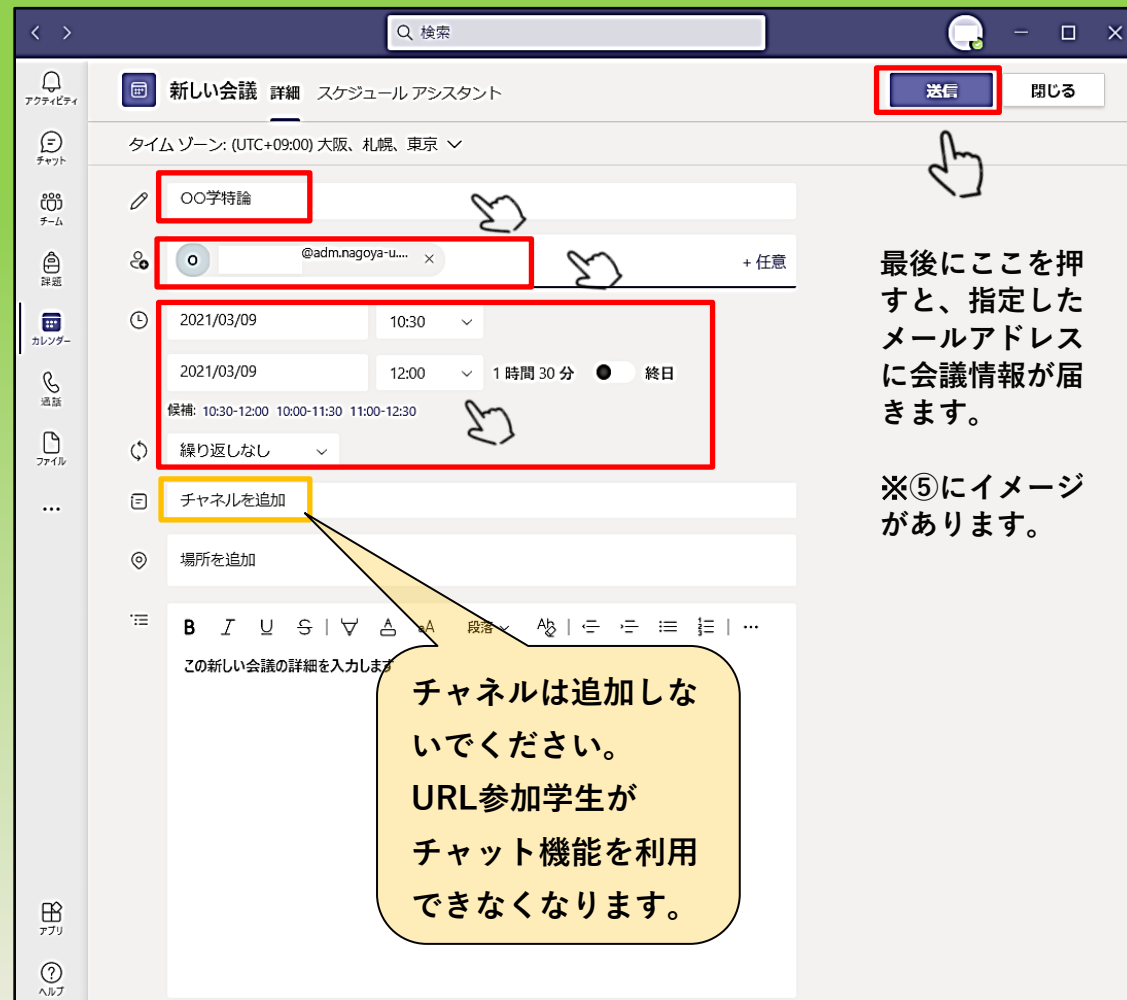 検索
アクティビティ
チャット
チーム
課題
カレンダー
通話
ファイル
アプリ
ヘルプ
新しい会議 詳細 スケジュール アシスタント
送信 閉じる
タイム ゾーン: (UTC+09:00) 大阪、札幌、東京
〇〇学特論
O @adm.nagoya-u.... ×
+ 任意
2021/03/09 10:30
2021/03/09 12:00 1 時間 30 分 終日
候補: 10:30-12:00 10:00-11:30 11:00-12:30
繰り返しなし
チャネルを追加
場所を追加
B I U S A aA 段落 Ab
この新しい会議の詳細を入力します
チャネルは追加しな
いでください。
URL参加学生が
チャット機能を利用
できなくなります。
最後にここを押
すと、指定した
メールアドレス
に会議情報が届
きます。
※⑤にイメージ
があります。